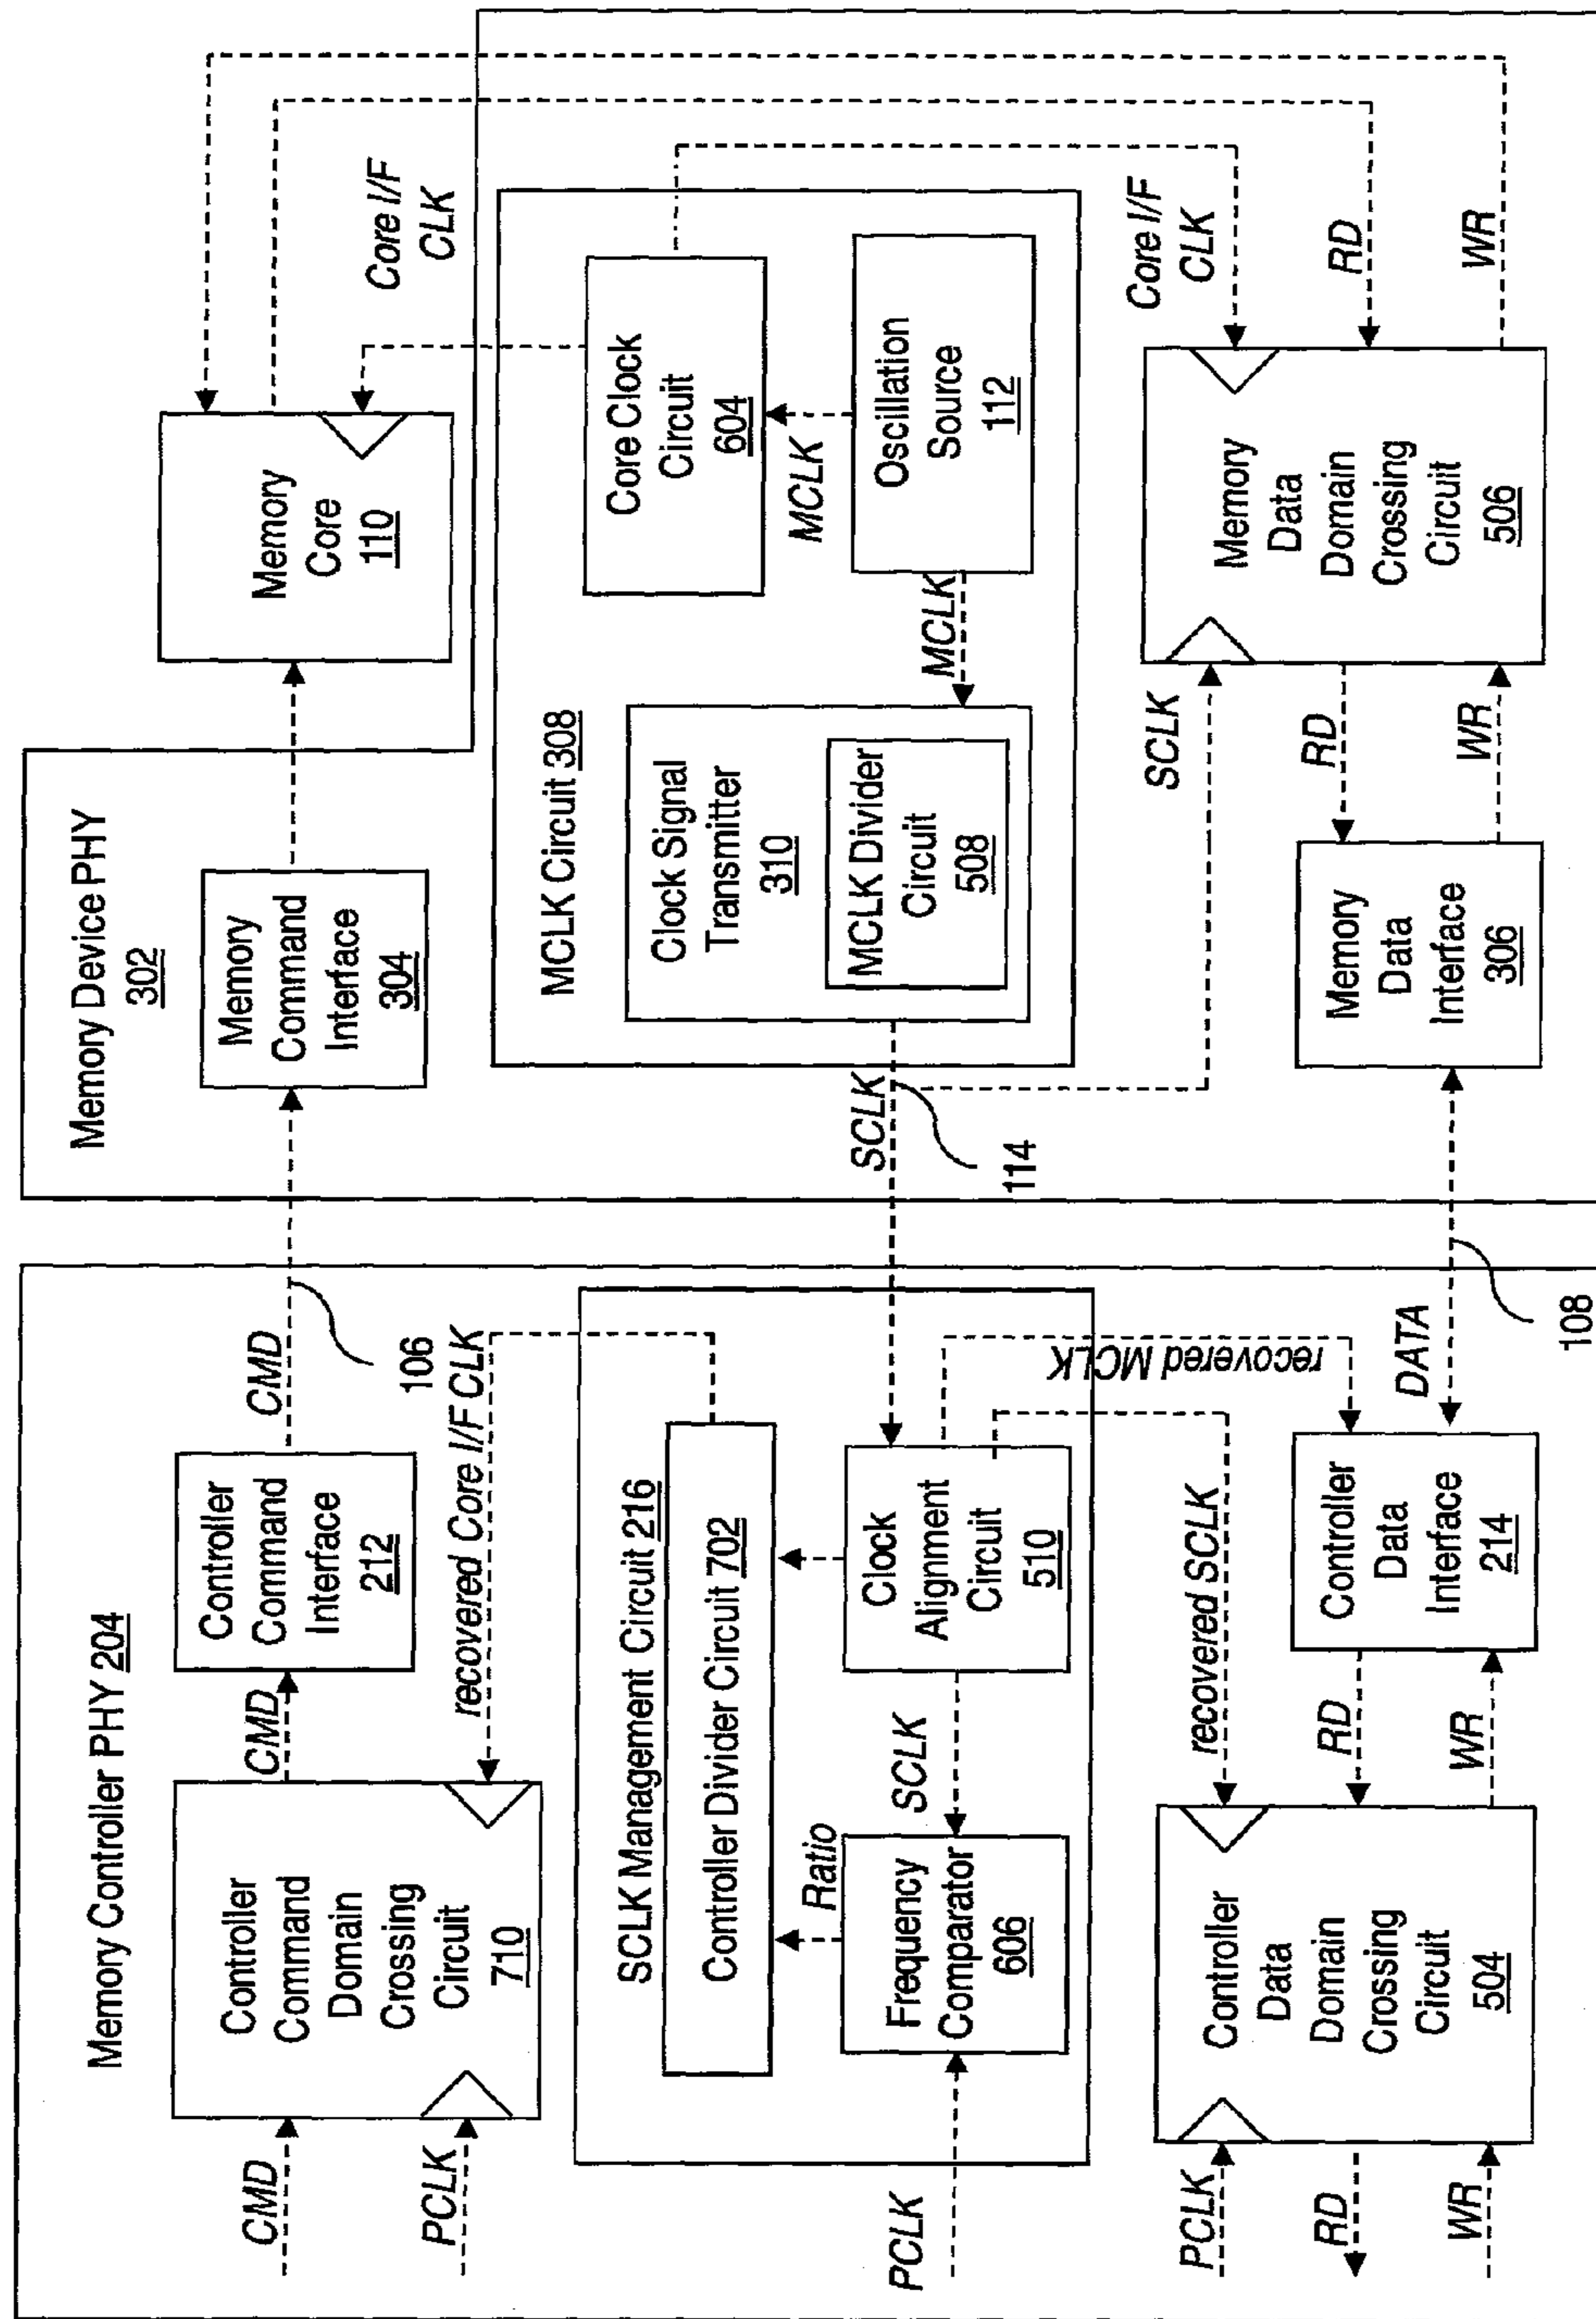 Memory Controller PHY 204
CMD
PCLK
Controller
Command
Domain
Crossing
Circuit
710
CMD
Controller
Command
Interface
212
CMD
106
recovered Core I/F CLK
SCLK Management Circuit 216
Controller Divider Circuit 702
Ratio
PCLK
Frequency
Comparator
606
SCLK
Clock
Alignment
Circuit
510
recovered MCLK
recovered SCLK
PCLK
RD
WR
Controller
Data
Domain
Crossing
Circuit
504
RD
WR
Controller
Data
Interface
214
DATA
108
Memory Device PHY
302
Memory
Command
Interface
304
Memory
Core
110
Core I/F
CLK
MCLK Circuit 308
Clock Signal
Transmitter
310
MCLK Divider
Circuit
508
SCLK
114
MCLK
MCLK
Core Clock
Circuit
604
Oscillation
Source
112
SCLK
Core I/F
CLK
Memory
Data
Interface
306
RD
WR
Memory
Data
Domain
Crossing
Circuit
506
RD
WR